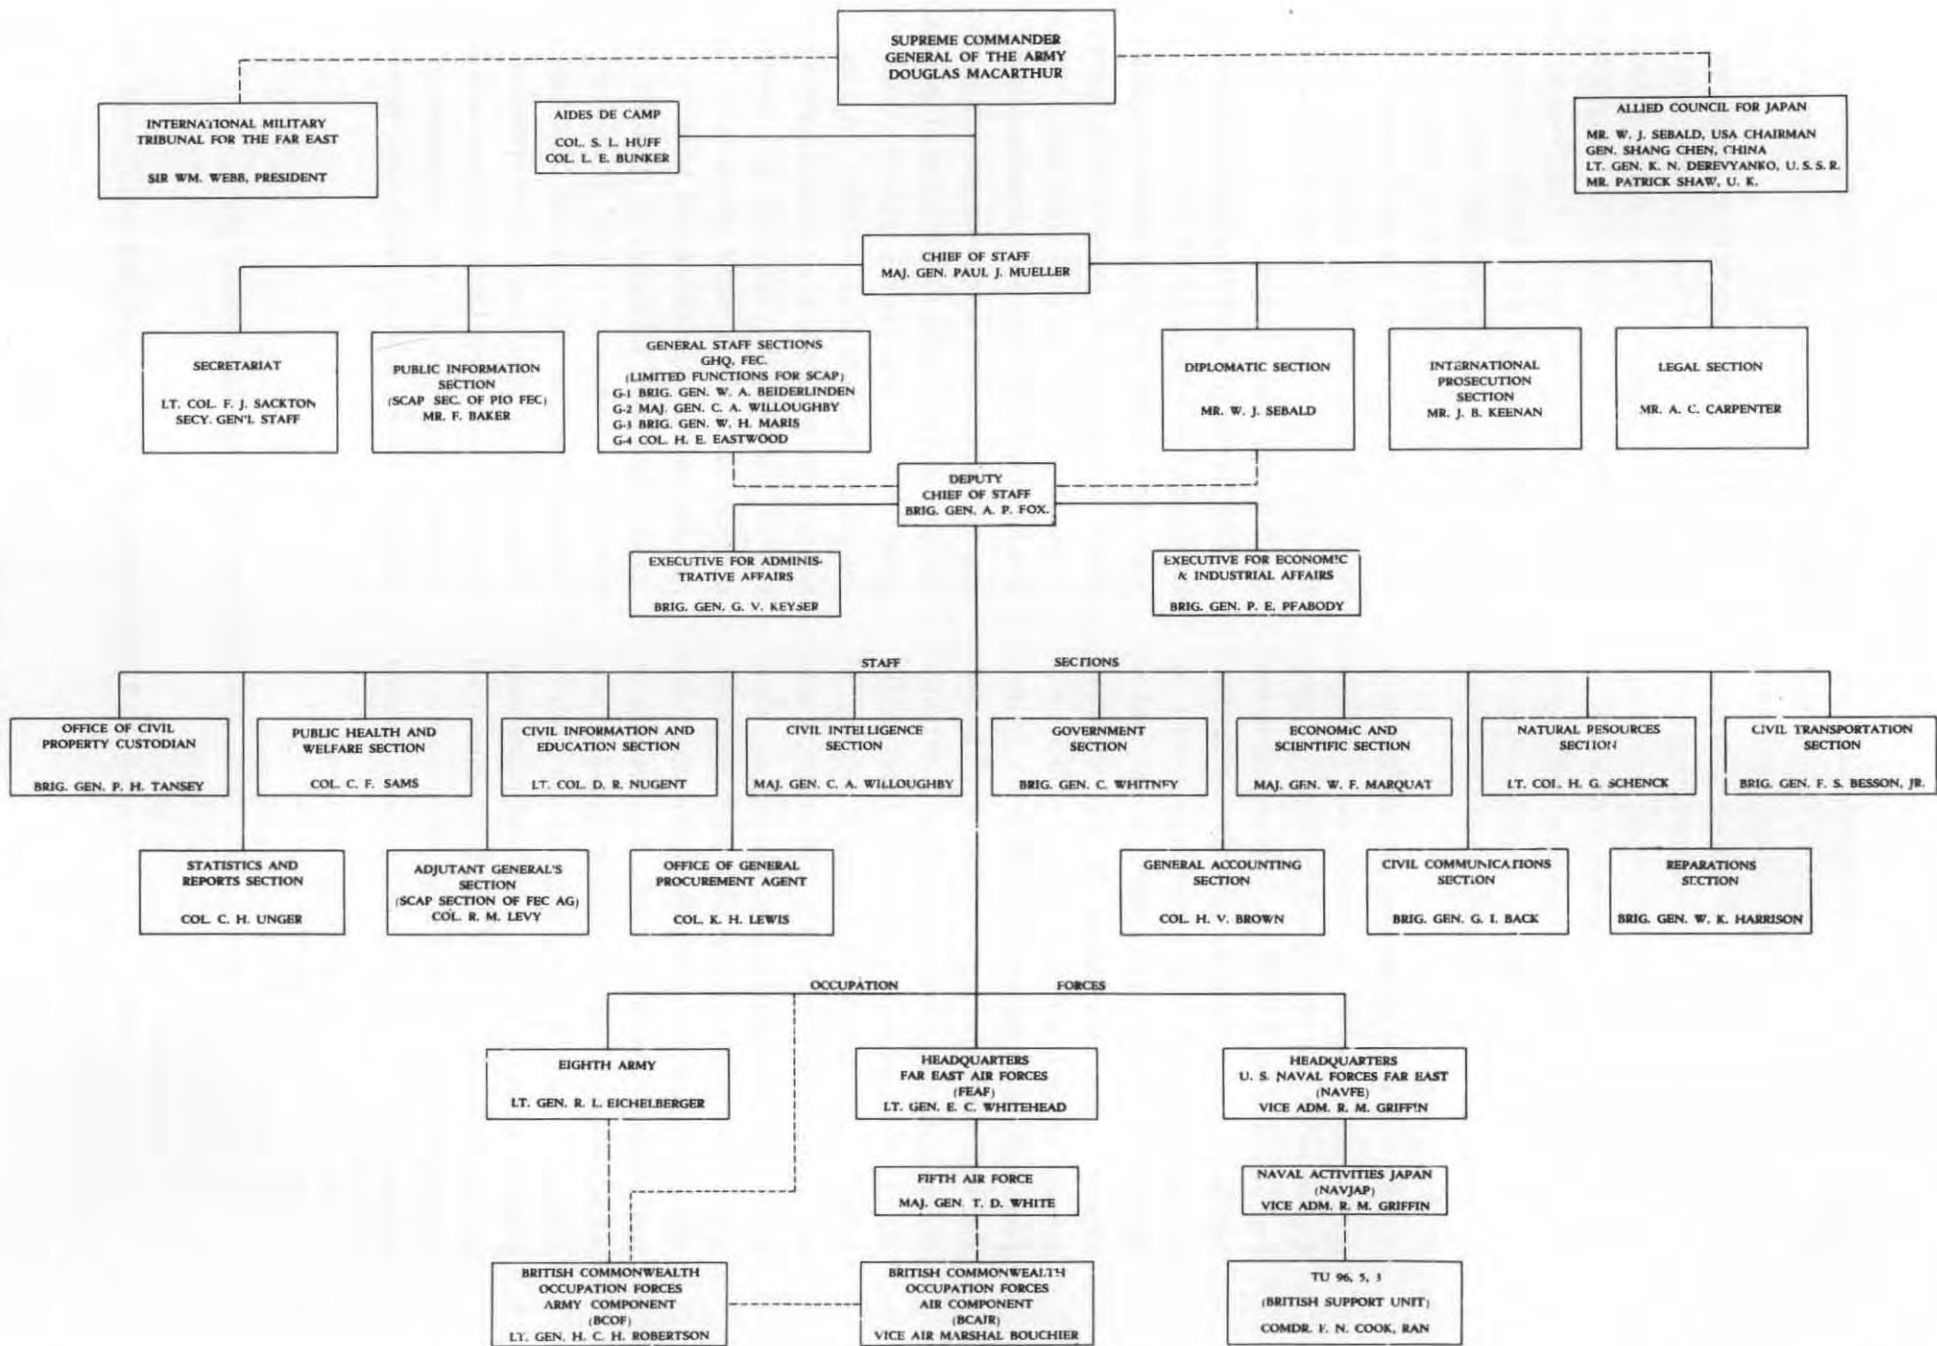 SUPREME COMMANDER
GENERAL OF THE ARMY
DOUGLAS MACARTHUR
INTERNATIONAL MILITARY
TRIBUNAL FOR THE FAR EAST
SIR WM. WEBB, PRESIDENT
AIDES DE CAMP
COL. S. L. HUFF
COL. L. E. BUNKER
ALLIED COUNCIL FOR JAPAN
MR. W. J. SEBALD, USA CHAIRMAN
GEN. SHANG CHEN, CHINA
LT. GEN. K. N. DEREVYANKO, U. S. S. R.
MR. PATRICK SHAW, U. K.
CHIEF OF STAFF
MAJ. GEN. PAUL J. MUELLER
SECRETARIAT
LT. COL. F. J. SACKTON
SECY. GEN'L STAFF
PUBLIC INFORMATION
SECTION
(SCAP SEC. OF PIO FEC)
MR. F. BAKER
GENERAL STAFF SECTIONS
GHQ, FEC.
(LIMITED FUNCTIONS FOR SCAP)
G-1 BRIG. GEN. W. A. BEIDERLINDEN
G-2 MAJ. GEN. C. A. WILLOUGHBY
G-3 BRIG. GEN. W. H. MARIS
G-4 COL. H. E. EASTWOOD
DIPLOMATIC SECTION
MR. W. J. SEBALD
INTERNATIONAL
PROSECUTION
SECTION
MR. J. B. KEENAN
LEGAL SECTION
MR. A. C. CARPENTER
DEPUTY
CHIEF OF STAFF
BRIG. GEN. A. P. FOX.
EXECUTIVE FOR ADMINIS-
TRATIVE AFFAIRS
BRIG. GEN. G. V. KEYSER
EXECUTIVE FOR ECONOMIC
& INDUSTRIAL AFFAIRS
BRIG. GEN. P. E. PEABODY
STAFF SECTIONS
OFFICE OF CIVIL
PROPERTY CUSTODIAN
BRIG. GEN. P. H. TANSEY
PUBLIC HEALTH AND
WELFARE SECTION
COL. C. F. SAMS
CIVIL INFORMATION AND
EDUCATION SECTION
LT. COL. D. R. NUGENT
CIVIL INTELLIGENCE
SECTION
MAJ. GEN. C. A. WILLOUGHBY
GOVERNMENT
SECTION
BRIG. GEN. C. WHITNEY
ECONOMIC AND
SCIENTIFIC SECTION
MAJ. GEN. W. F. MARQUAT
NATURAL RESOURCES
SECTION
LT. COL. H. G. SCHENCK
CIVIL TRANSPORTATION
SECTION
BRIG. GEN. F. S. BESSON, JR.
STATISTICS AND
REPORTS SECTION
COL. C. H. UNGER
ADJUTANT GENERAL'S
SECTION
(SCAP SECTION OF FEC AG)
COL. R. M. LEVY
OFFICE OF GENERAL
PROCUREMENT AGENT
COL. K. H. LEWIS
GENERAL ACCOUNTING
SECTION
COL. H. V. BROWN
CIVIL COMMUNICATIONS
SECTION
BRIG. GEN. G. I. BACK
REPARATIONS
SECTION
BRIG. GEN. W. K. HARRISON
OCCUPATION FORCES
EIGHTH ARMY
LT. GEN. R. L. EICHELBERGER
HEADQUARTERS
FAR EAST AIR FORCES
(FEAF)
LT. GEN. E. C. WHITEHEAD
HEADQUARTERS
U. S. NAVAL FORCES FAR EAST
(NAVFE)
VICE ADM. R. M. GRIFFIN
FIFTH AIR FORCE
MAJ. GEN. T. D. WHITE
NAVAL ACTIVITIES JAPAN
(NAVJAP)
VICE ADM. R. M. GRIFFIN
BRITISH COMMONWEALTH
OCCUPATION FORCES
ARMY COMPONENT
(BCOF)
LT. GEN. H. C. H. ROBERTSON
BRITISH COMMONWEALTH
OCCUPATION FORCES
AIR COMPONENT
(BCAIR)
VICE AIR MARSHAL BOUCHIER
TU 96, 5, 3
(BRITISH SUPPORT UNIT)
COMDR. F. N. COOK, RAN